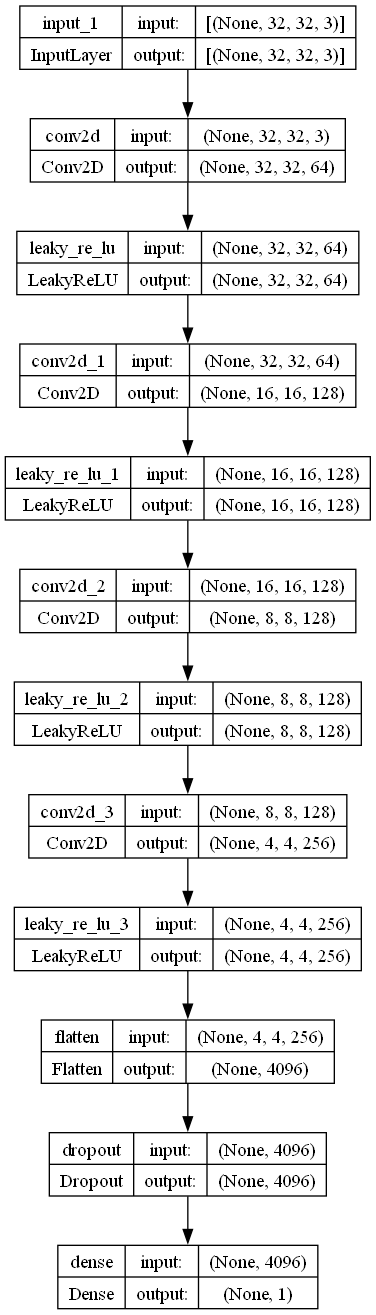 input_1 input: [(None, 32, 32, 3)]
InputLayer output: [(None, 32, 32, 3)]
conv2d input: (None, 32, 32, 3)
Conv2D output: (None, 32, 32, 64)
leaky_re_lu input: (None, 32, 32, 64)
LeakyReLU output: (None, 32, 32, 64)
conv2d_1 input: (None, 32, 32, 64)
Conv2D output: (None, 16, 16, 128)
leaky_re_lu_1 input: (None, 16, 16, 128)
LeakyReLU output: (None, 16, 16, 128)
conv2d_2 input: (None, 16, 16, 128)
Conv2D output: (None, 8, 8, 128)
leaky_re_lu_2 input: (None, 8, 8, 128)
LeakyReLU output: (None, 8, 8, 128)
conv2d_3 input: (None, 8, 8, 128)
Conv2D output: (None, 4, 4, 256)
leaky_re_lu_3 input: (None, 4, 4, 256)
LeakyReLU output: (None, 4, 4, 256)
flatten input: (None, 4, 4, 256)
Flatten output: (None, 4096)
dropout input: (None, 4096)
Dropout output: (None, 4096)
dense input: (None, 4096)
Dense output: (None, 1)